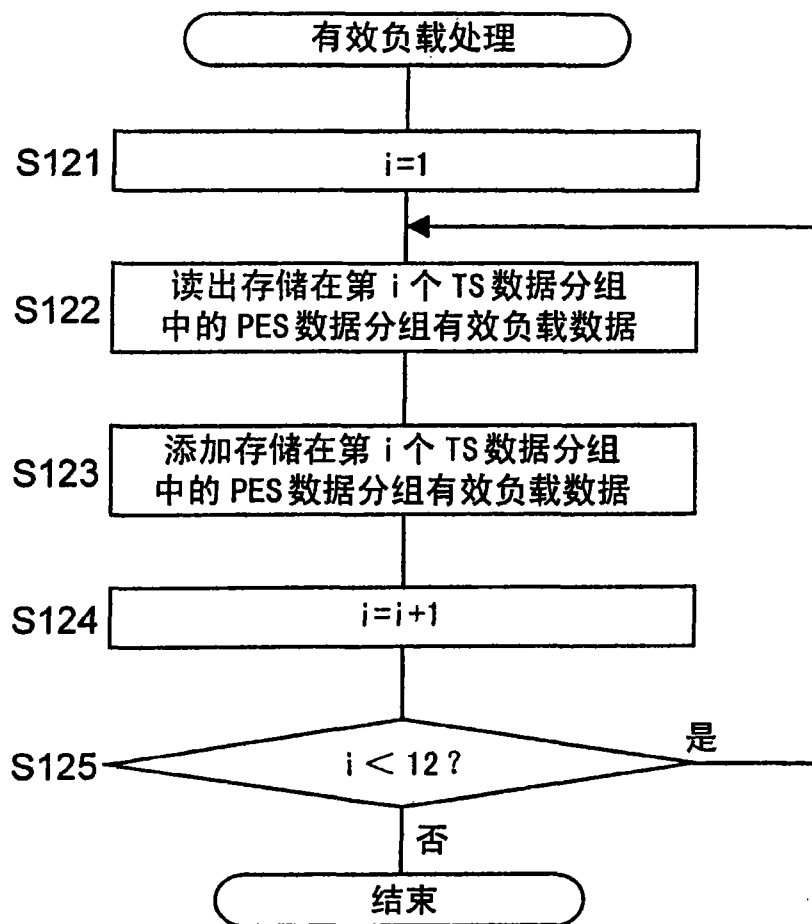 有效负载处理
S121
i=1
S122
读出存储在第 i 个 TS 数据分组
中的 PES 数据分组有效负载数据
S123
添加存储在第 i 个 TS 数据分组
中的 PES 数据分组有效负载数据
S124
i=i+1
S125
i < 12?
是
否
结束